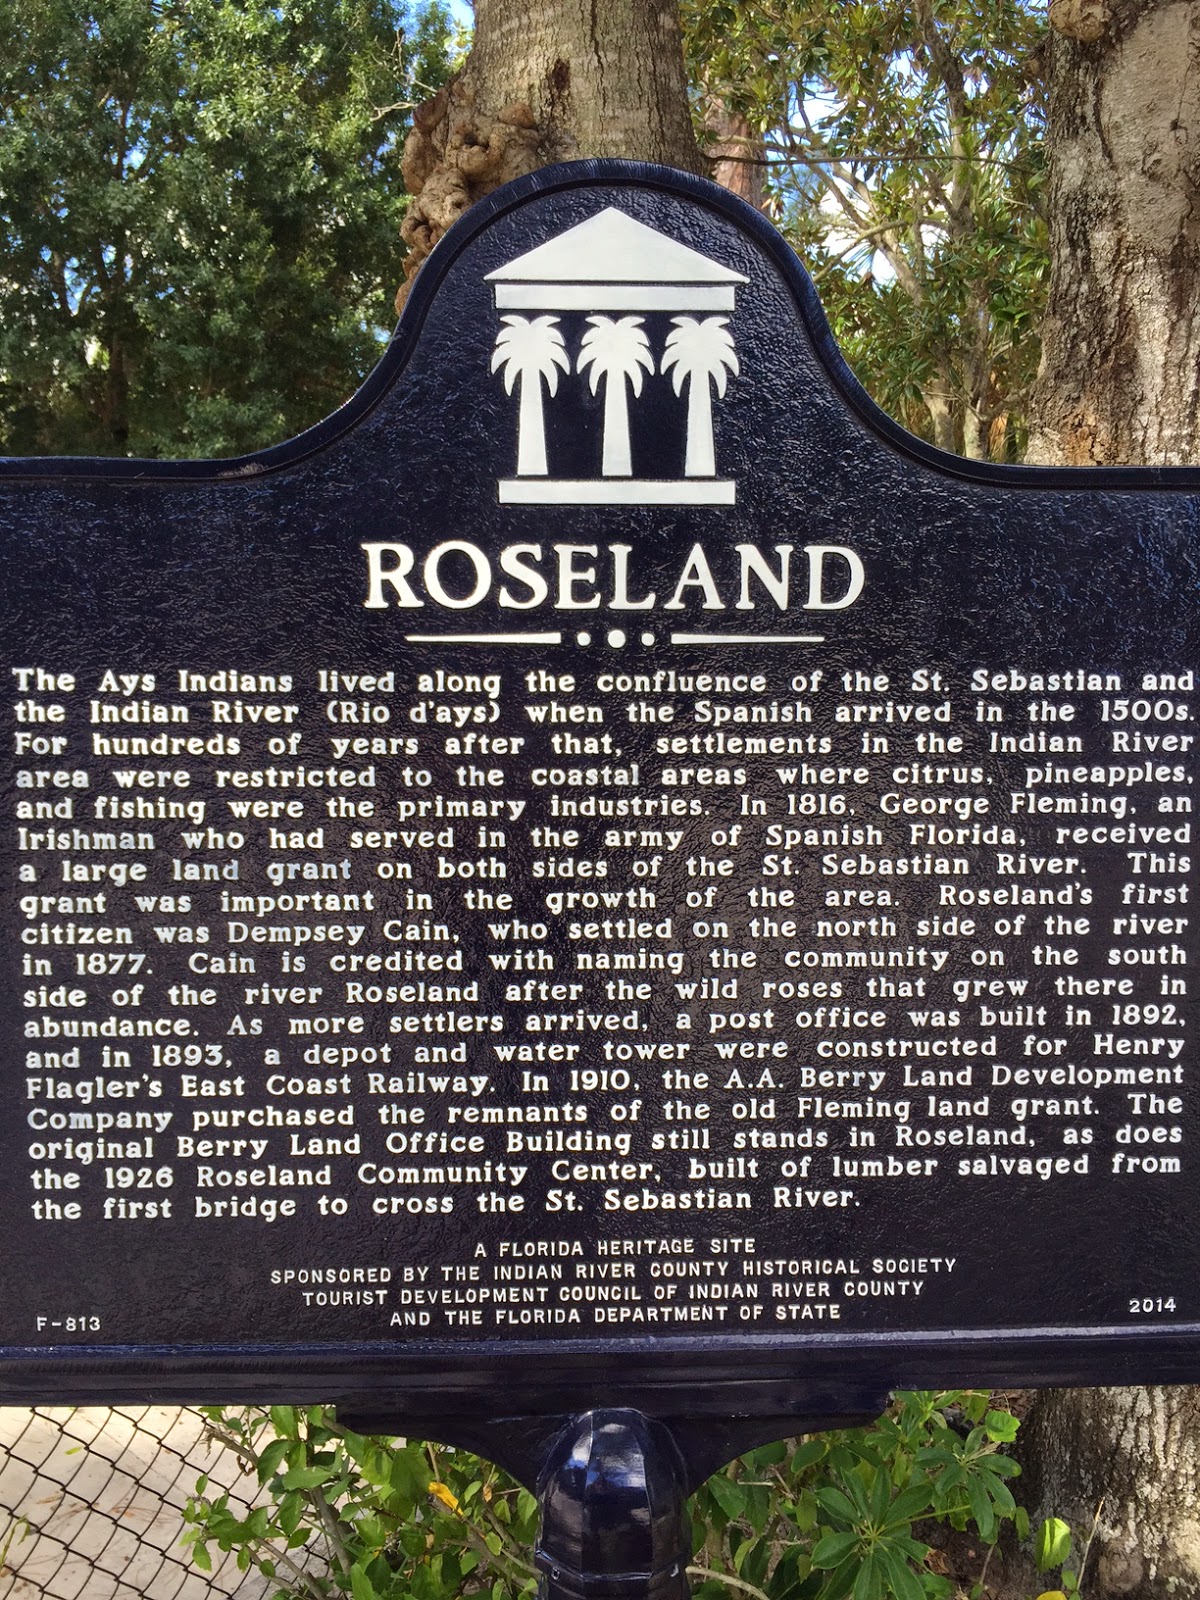 ROSELAND
The Ays Indians lived along the confluence of the St. Sebastian and
the Indian River (Rio d'ays) when the Spanish arrived in the 1500s.
For hundreds of years after that, settlements in the Indian River
area were restricted to the coastal areas where citrus, pineapples,
and fishing were the primary industries. In 1816, George Fleming, an
Irishman who had served in the army of Spanish Florida, received
a large land grant on both sides of the St. Sebastian River. This
grant was important in the growth of the area. Roseland's first
citizen was Dempsey Cain, who settled on the north side of the river
in 1877. Cain is credited with naming the community on the south
side of the river Roseland after the wild roses that grew there in
abundance. As more settlers arrived, a post office was built in 1892,
and in 1893, a depot and water tower were constructed for Henry
Flagler's East Coast Railway. In 1910, the A.A. Berry Land Development
Company purchased the remnants of the old Fleming land grant. The
original Berry Land Office Building still stands in Roseland, as does
the 1926 Roseland Community Center, built of lumber salvaged from
the first bridge to cross the St. Sebastian River.
A FLORIDA HERITAGE SITE
SPONSORED BY THE INDIAN RIVER COUNTY HISTORICAL SOCIETY
TOURIST DEVELOPMENT COUNCIL OF INDIAN RIVER COUNTY
AND THE FLORIDA DEPARTMENT OF STATE
F-813
2014